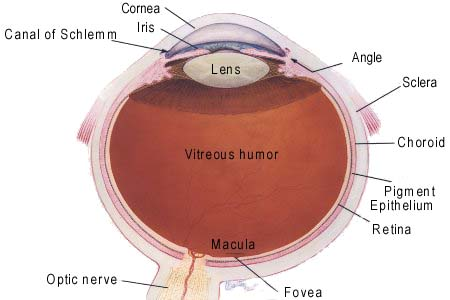 Cornea
Iris
Canal of Schlemm
Lens
Angle
Sclera
Choroid
Vitreous humor
Pigment
Epithelium
Retina
Macula
Optic nerve
Fovea